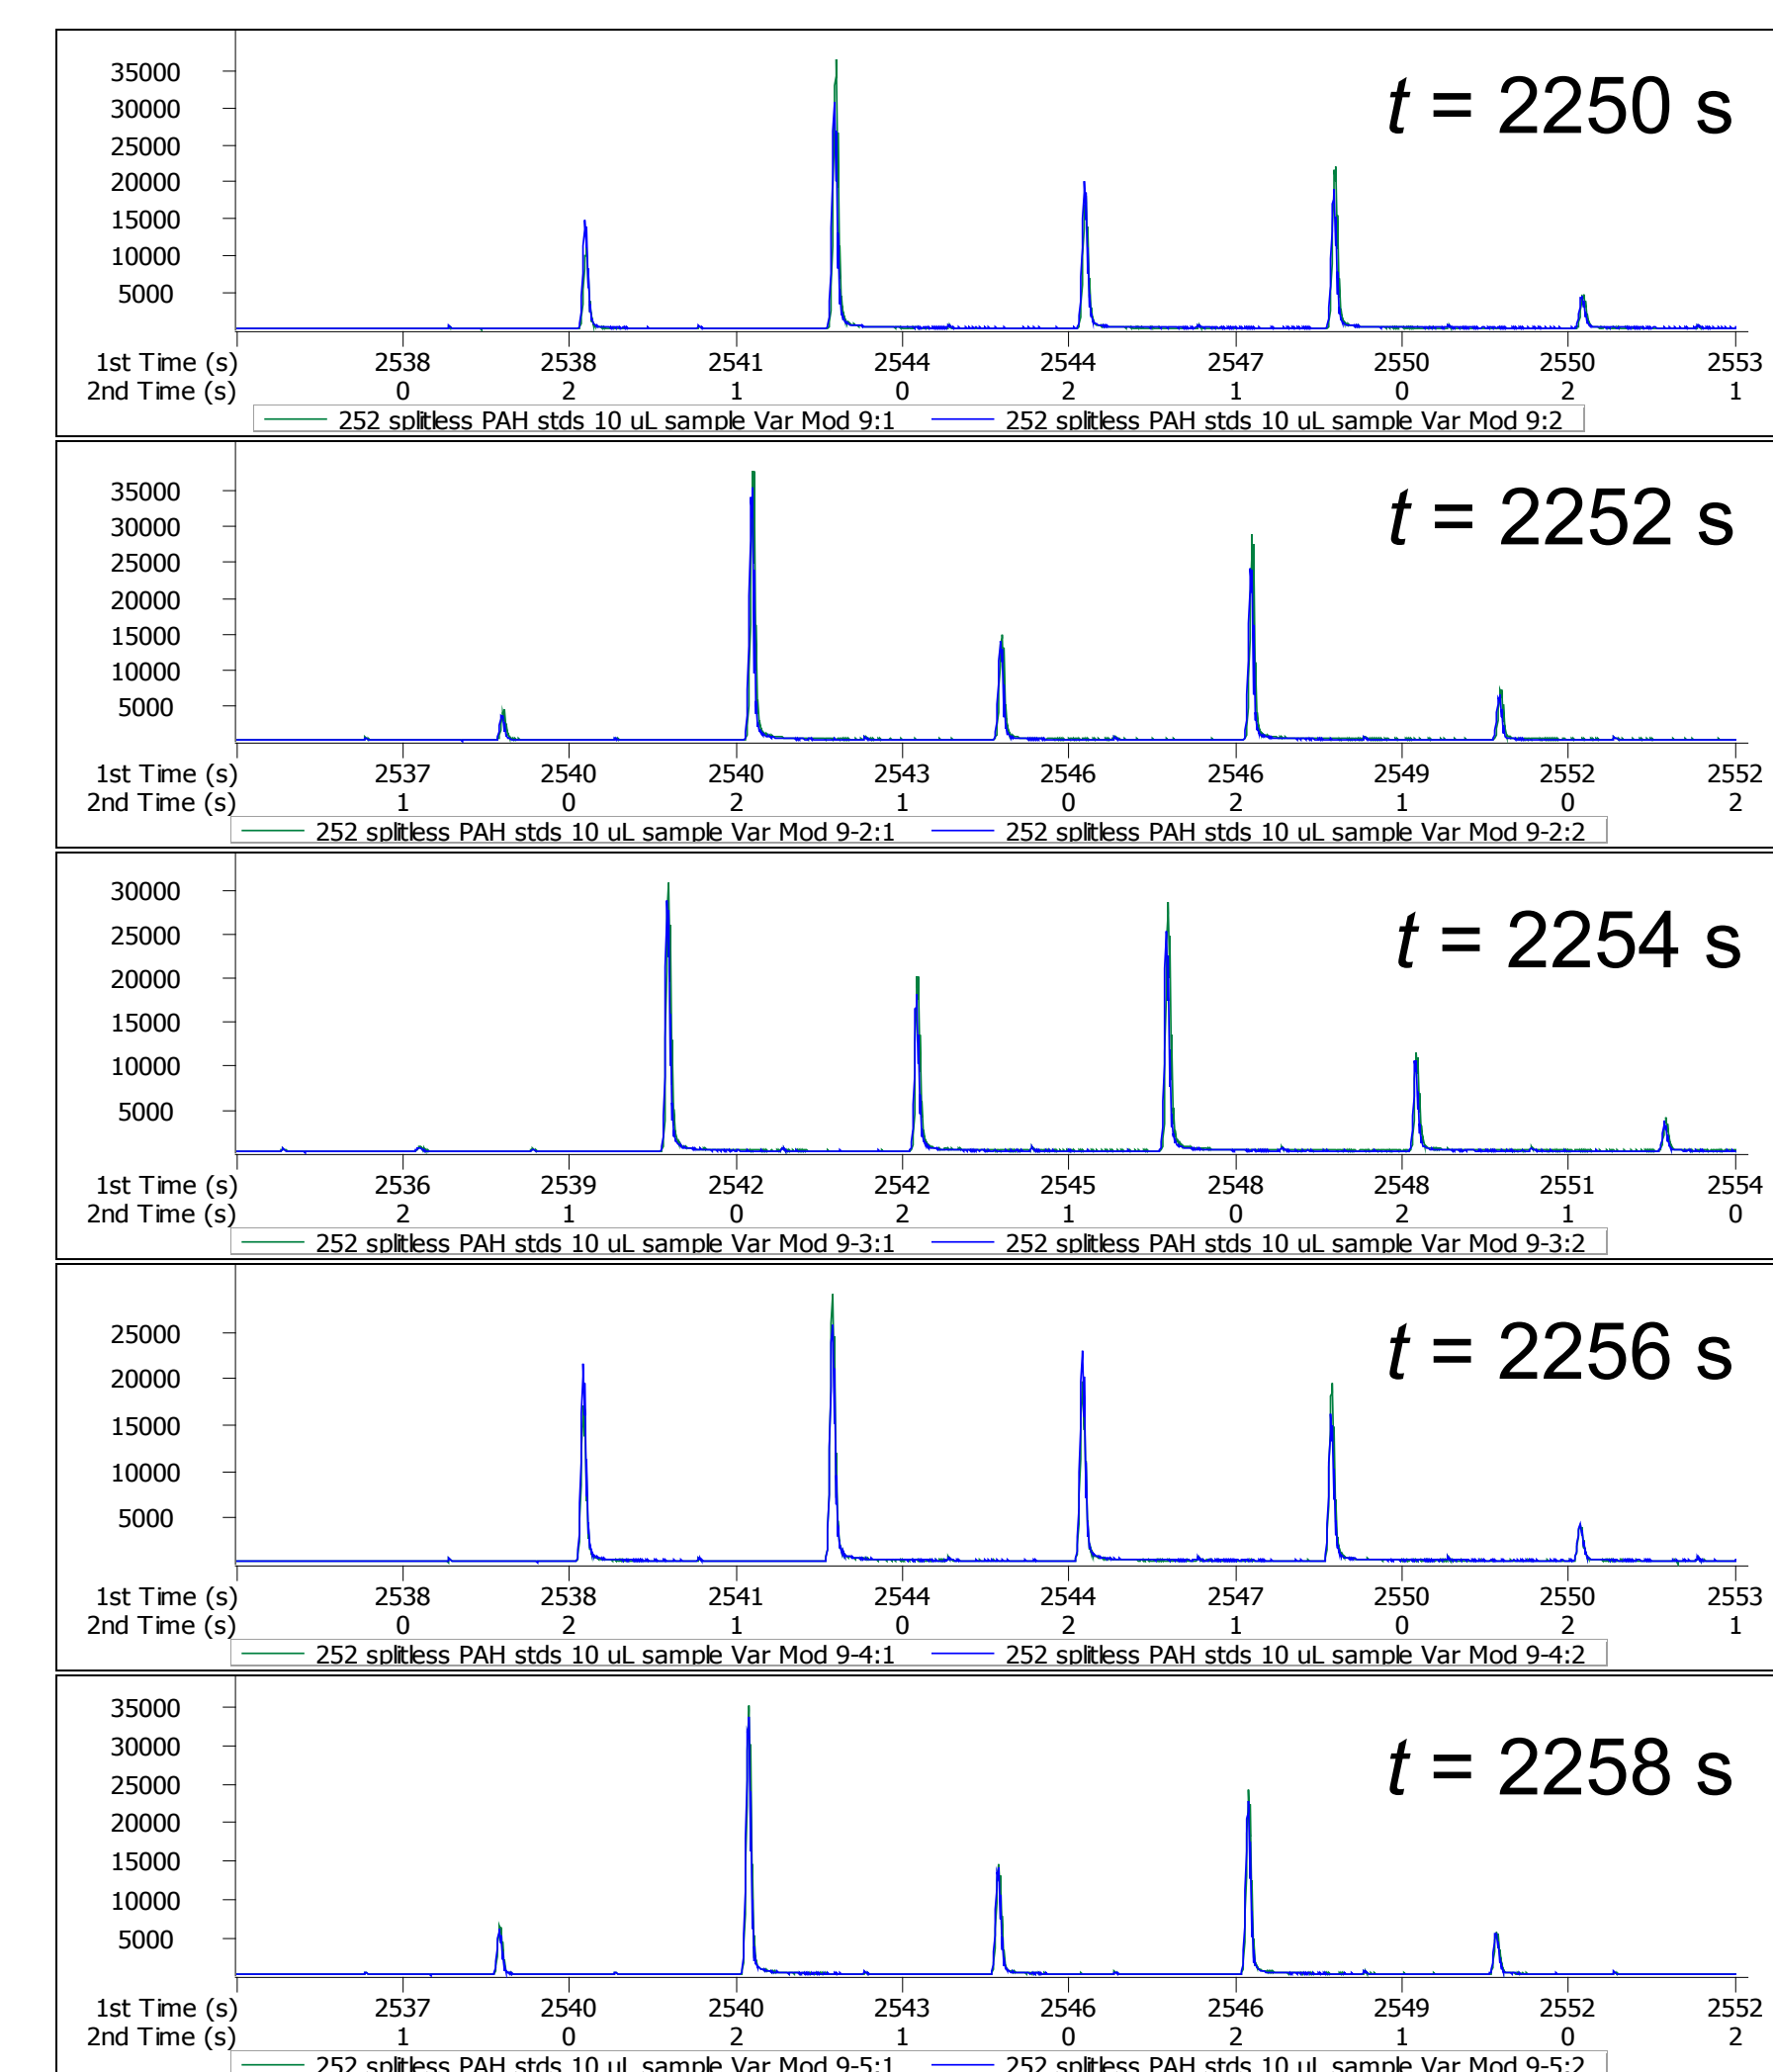 35000
30000
25000
20000
15000
10000
5000
t = 2250 s
1st Time (s) 2538 2538 2541 2544 2544 2547 2550 2550 2553
2nd Time (s) 0 2 1 0 2 1 0 2 1
252 splitless PAH stds 10 uL sample Var Mod 9:1 252 splitless PAH stds 10 uL sample Var Mod 9:2
35000
30000
25000
20000
15000
10000
5000
t = 2252 s
1st Time (s) 2537 2540 2540 2543 2546 2546 2549 2552 2552
2nd Time (s) 1 0 2 1 0 2 1 0 2
252 splitless PAH stds 10 uL sample Var Mod 9-2:1 252 splitless PAH stds 10 uL sample Var Mod 9-2:2
30000
25000
20000
15000
10000
5000
t = 2254 s
1st Time (s) 2536 2539 2542 2542 2545 2548 2548 2551 2554
2nd Time (s) 2 1 0 2 1 0 2 1 0
252 splitless PAH stds 10 uL sample Var Mod 9-3:1 252 splitless PAH stds 10 uL sample Var Mod 9-3:2
25000
20000
15000
10000
5000
t = 2256 s
1st Time (s) 2538 2538 2541 2544 2544 2547 2550 2550 2553
2nd Time (s) 0 2 1 0 2 1 0 2 1
252 splitless PAH stds 10 uL sample Var Mod 9-4:1 252 splitless PAH stds 10 uL sample Var Mod 9-4:2
35000
30000
25000
20000
15000
10000
5000
t = 2258 s
1st Time (s) 2537 2540 2540 2543 2546 2546 2549 2552 2552
2nd Time (s) 1 0 2 1 0 2 1 0 2
252 splitless PAH stds 10 uL sample Var Mod 9-5:1 252 splitless PAH stds 10 uL sample Var Mod 9-5:2